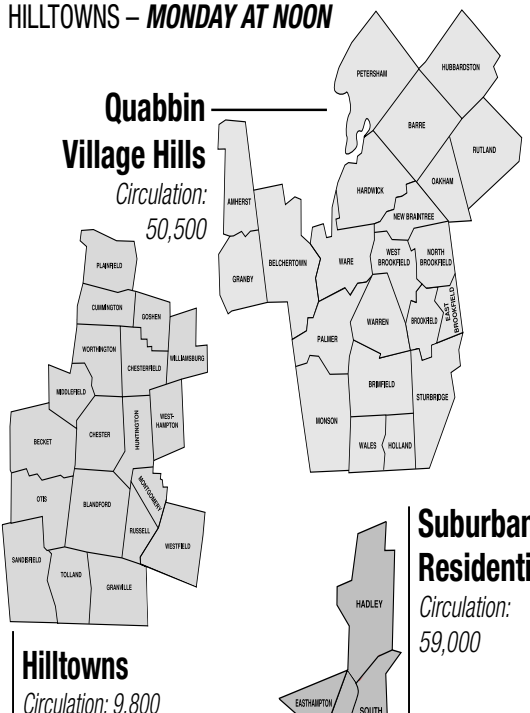 HILLTOWNS – MONDAY AT NOON
Quabbin
Village Hills
Circulation:
50,500
PETERSHAM
HUBBARDSTON
BARRE
RUTLAND
HARDWICK
OAKHAM
NEW BRAINTREE
AMHERST
GRANBY
BELCHERTOWN
WARE
WEST
BROOKFIELD
NORTH
BROOKFIELD
EAST
BROOKFIELD
WARREN
BROOKFIELD
PALMER
BRIMFIELD
STURBRIDGE
MONSON
WALES
HOLLAND
PLAINFIELD
CUMMINGTON
GOSHEN
WORTHINGTON
CHESTERFIELD
WILLIAMSBURG
MIDDLEFIELD
WEST-
HAMPTON
HUNTINGTON
BECKET
CHESTER
MONTGOMERY
OTIS
BLANDFORD
RUSSELL
WESTFIELD
SANDISFIELD
TOLLAND
GRANVILLE
Hilltowns
Circulation: 9,800
Suburban
Residenti
Circulation:
59,000
HADLEY
EASTHAMPTON
SOUTH